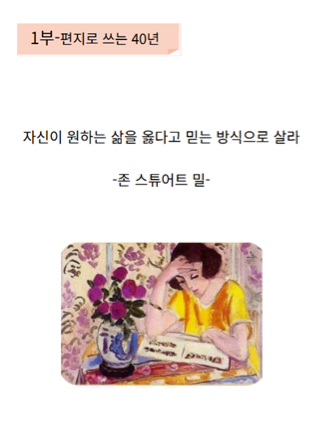 1부-편지로 쓰는 40년
자신이 원하는 삶을 옳다고 믿는 방식으로 살라
-존 스튜어트 밀-